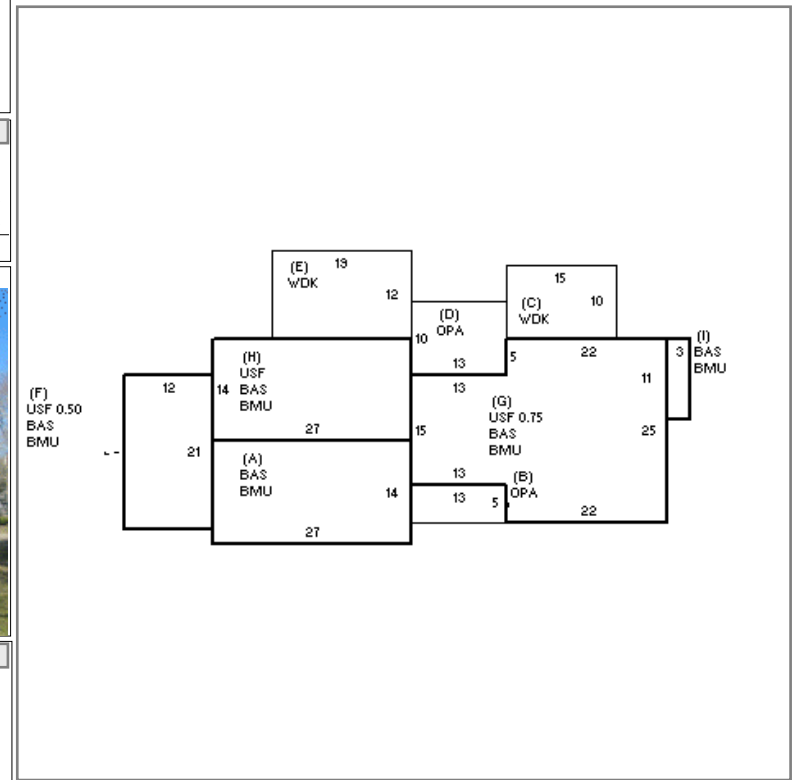 (E)
WDK
19
12
15
10
(C)
WDK
(D)
OPA
10
13
5
22
(I)
BAS
BMU
3
11
(H)
USF
BAS
BMU
14
27
12
21
(F)
USF 0.50
BAS
BMU
13
(G)
USF 0.75
BAS
BMU
15
25
13
(A)
BAS
BMU
14
27
(B)
OPA
13
5
22